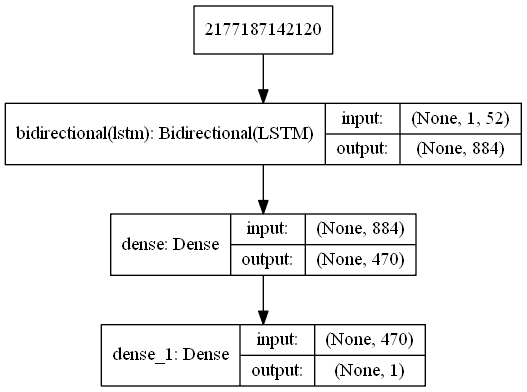 2177187142120
bidirectional(lstm): Bidirectional(LSTM)
input: (None, 1, 52)
output: (None, 884)
dense: Dense
input: (None, 884)
output: (None, 470)
dense_1: Dense
input: (None, 470)
output: (None, 1)